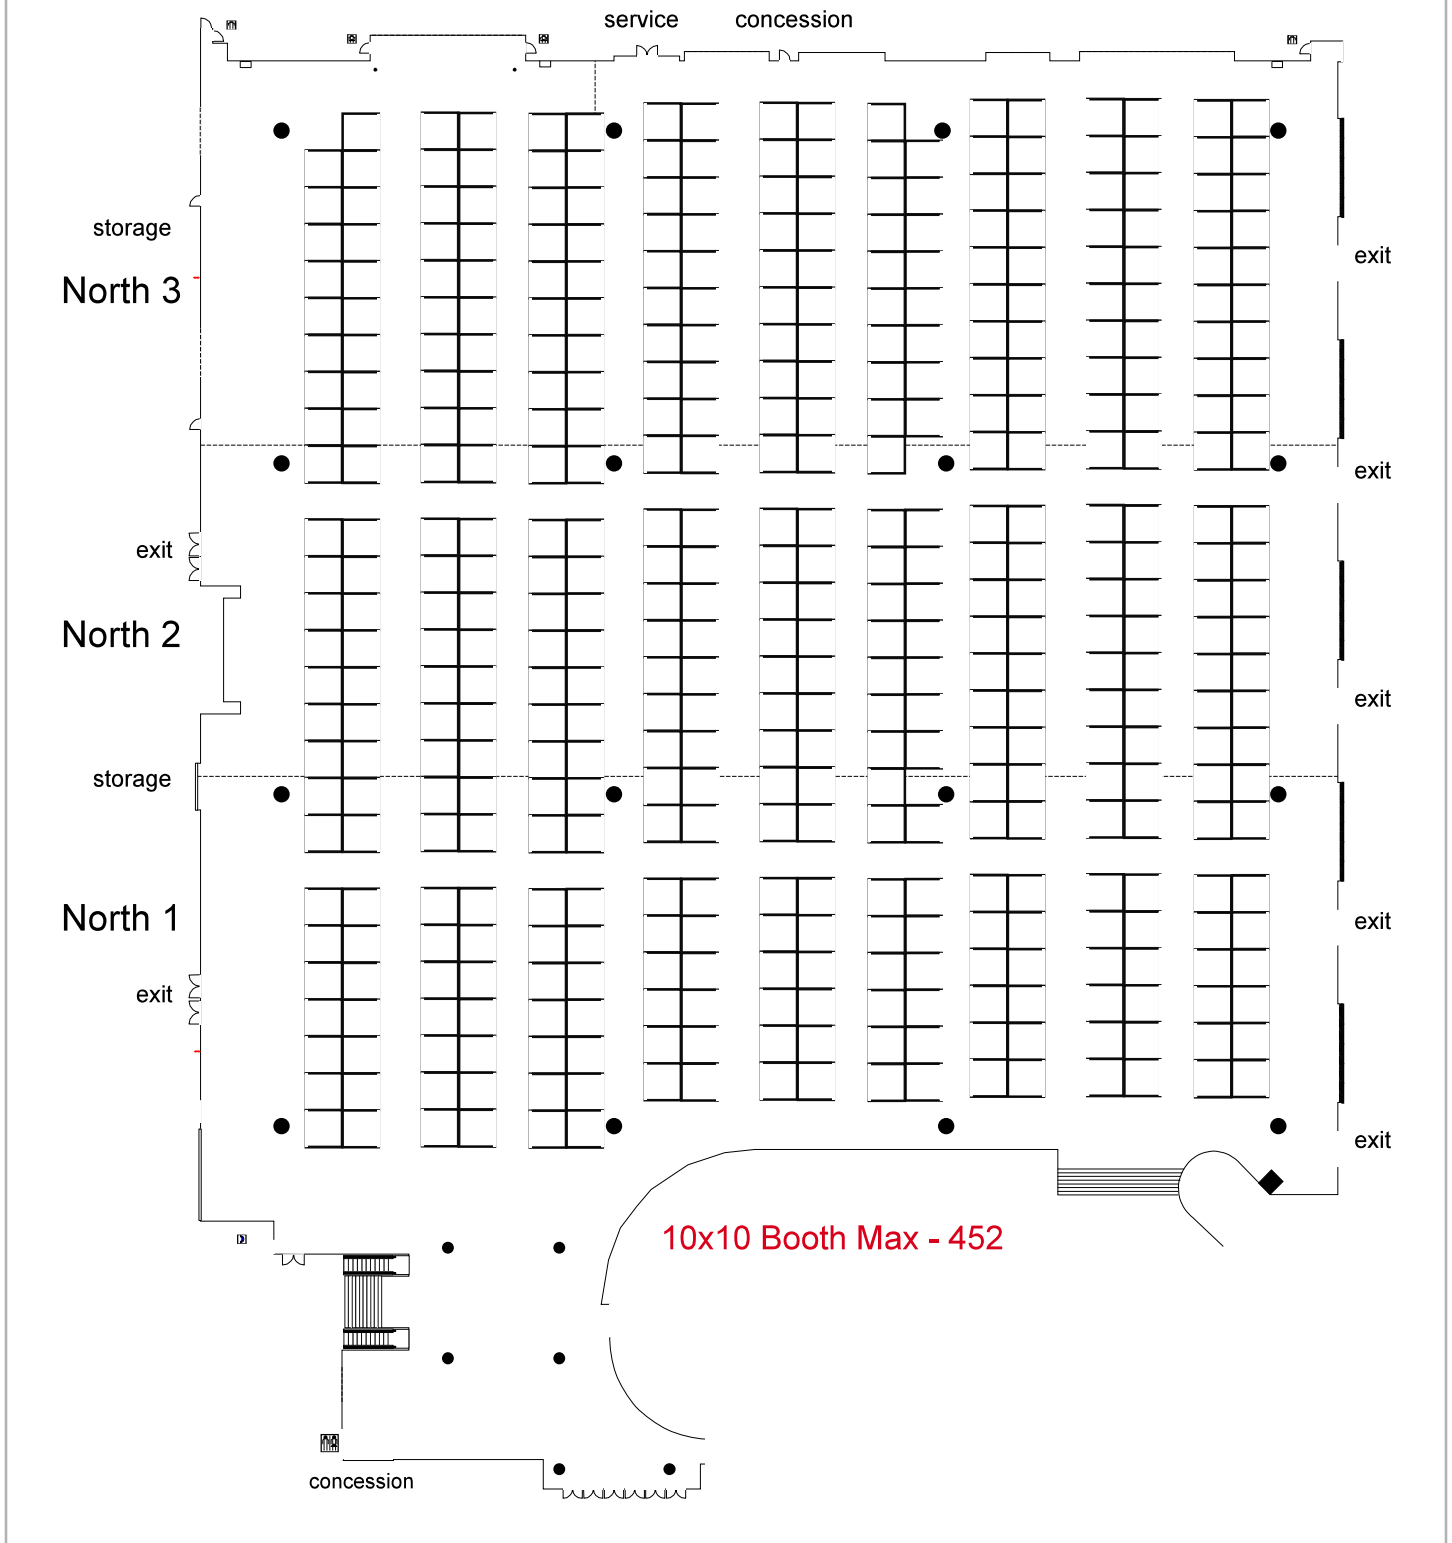 service
concession
storage
exit
North 3
exit
exit
North 2
exit
storage
North 1
exit
exit
exit
10x10 Booth Max - 452
concession